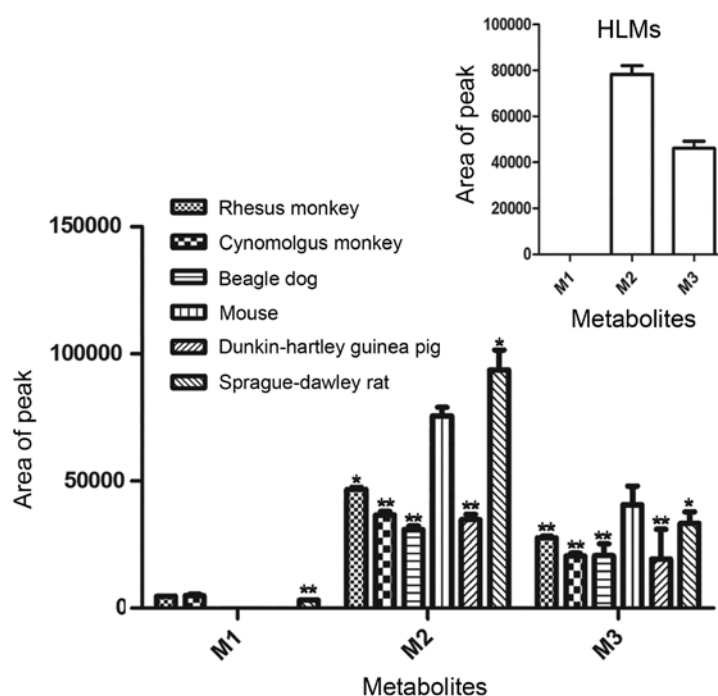 HLMs
100000
80000
60000
40000
20000
0
Area of peak
M1
M2
M3
Metabolites
Rhesus monkey
Cynomolgus monkey
Beagle dog
Mouse
Dunkin-hartley guinea pig
Sprague-dawley rat
150000
100000
50000
0
Area of peak
**
*
**
**
**
*
**
**
**
**
*
M1
M2
M3
Metabolites